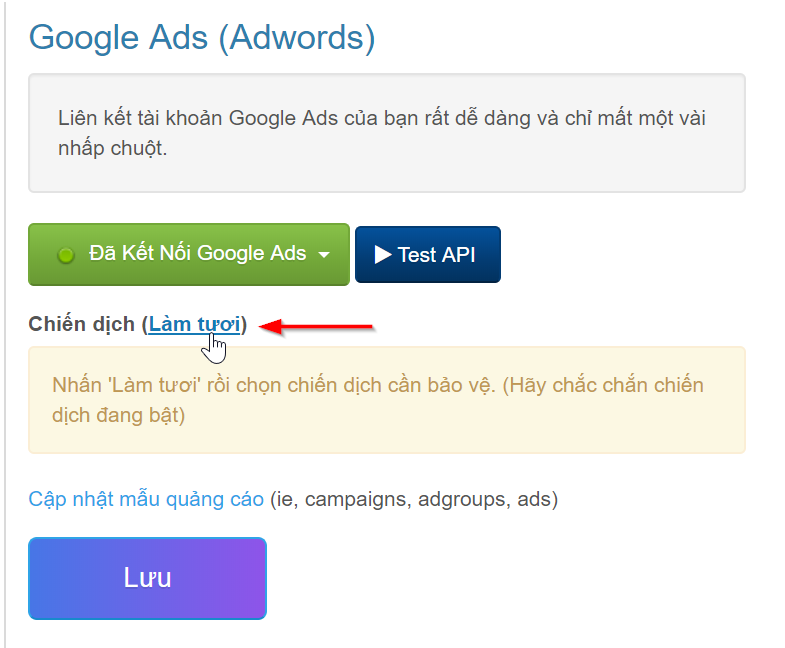 Google Ads (Adwords)
Liên kết tài khoản Google Ads của bạn rất dễ dàng và chỉ mất một vài
nhấp chuột.
Đã Kết Nối Google Ads
Test API
Chiến dịch (Làm tươi)
Nhấn 'Làm tươi' rồi chọn chiến dịch cần bảo vệ. (Hãy chắc chắn chiến
dịch đang bật)
Cập nhật mẫu quảng cáo (ie, campaigns, adgroups, ads)
Lưu